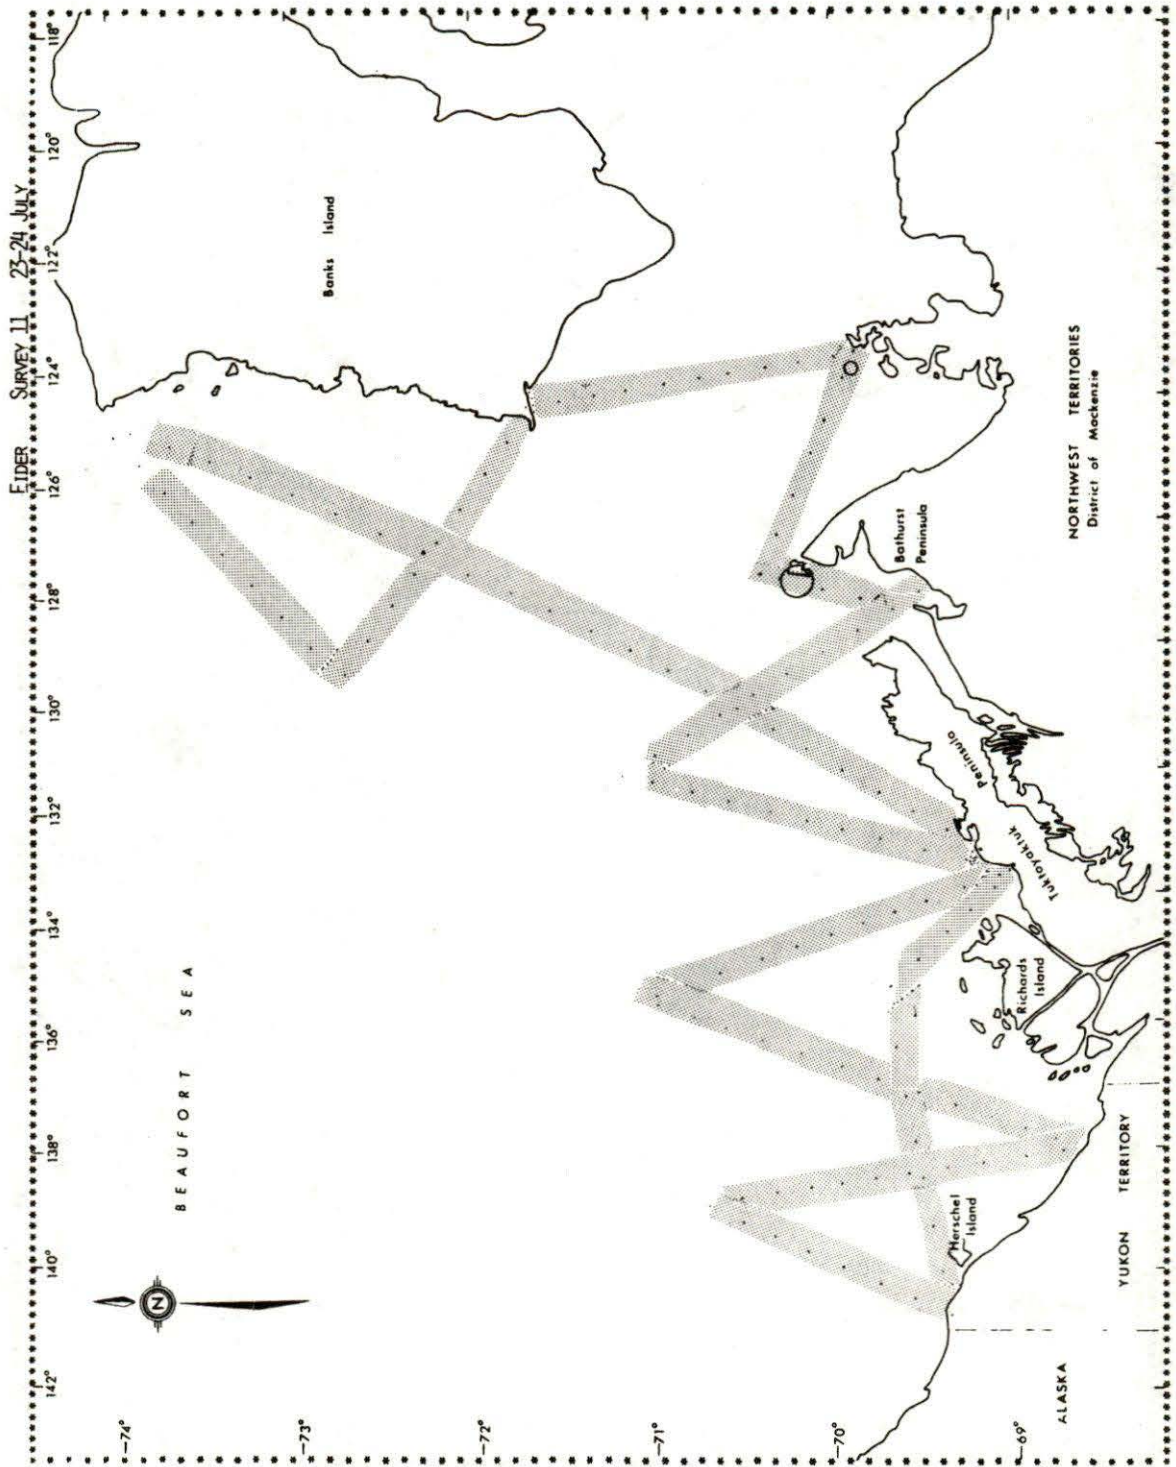 EIDER SURVEY 11 23-24 JULY
142° 140° 138° 136° 134° 132° 130° 128° 126° 124° 122° 120° 118°
74°
73°
72°
71°
70°
69°
N
BEAUFORT SEA
Banks Island
Bathurst
Peninsula
NORTHWEST TERRITORIES
District of Mackenzie
Tuktoyaktuk Peninsula
Richards
Island
Herschel
Island
YUKON TERRITORY
ALASKA